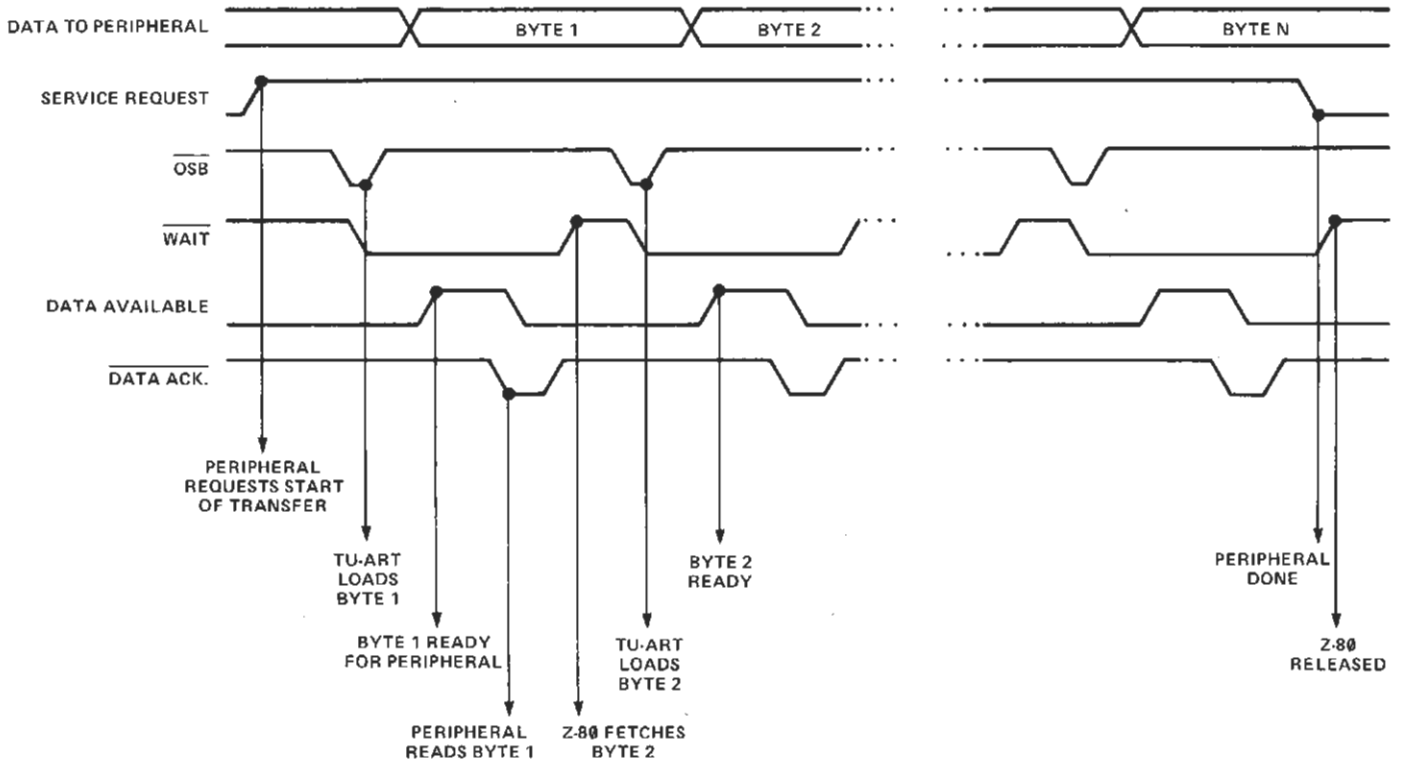 DATA TO PERIPHERAL
BYTE 1
BYTE 2
BYTE N
SERVICE REQUEST
OSB
WAIT
DATA AVAILABLE
DATA ACK.
PERIPHERAL
REQUESTS START
OF TRANSFER
TU-ART
LOADS
BYTE 1
BYTE 2
READY
PERIPHERAL
DONE
BYTE 1 READY
FOR PERIPHERAL
TU-ART
LOADS
BYTE 2
Z-80
RELEASED
PERIPHERAL
READS BYTE 1
Z-80 FETCHES
BYTE 2